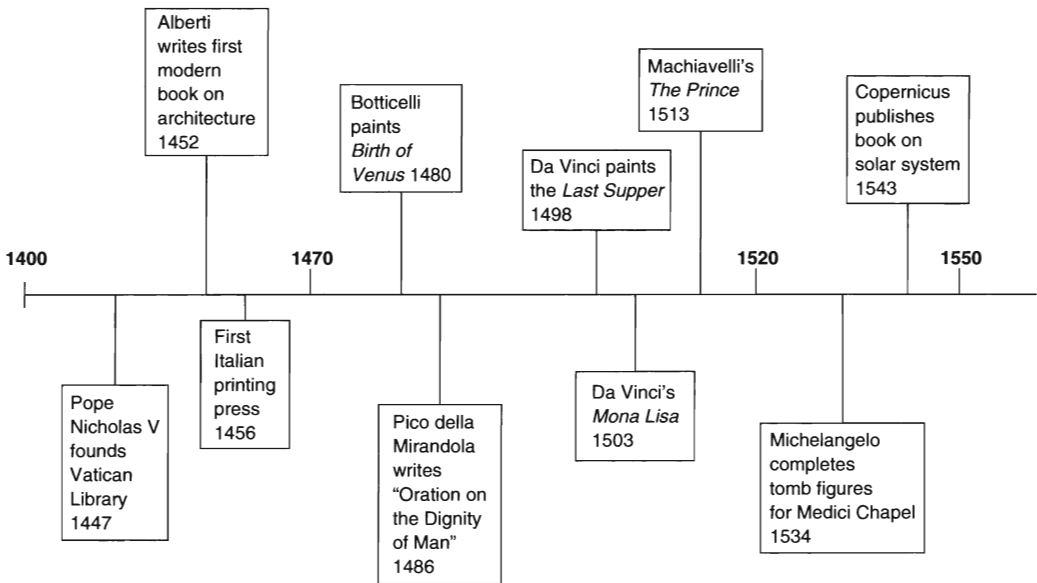 Alberti
writes first
modern
book on
architecture
1452
Botticelli
paints
Birth of
Venus 1480
Da Vinci paints
the Last Supper
1498
Machiavelli’s
The Prince
1513
Copernicus
publishes
book on
solar system
1543
1400
1470
1520
1550
Pope
Nicholas V
founds
Vatican
Library
1447
First
Italian
printing
press
1456
Pico della
Mirandola
writes
“Oration on
the Dignity
of Man”
1486
Da Vinci’s
Mona Lisa
1503
Michelangelo
completes
tomb figures
for Medici Chapel
1534